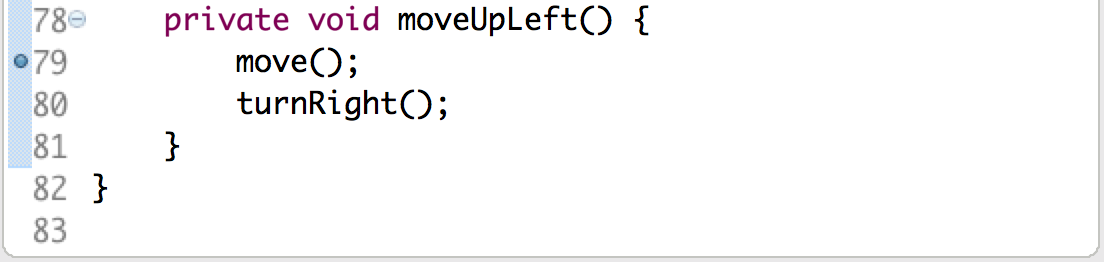 78 private void moveUpLeft() {
79 move();
80 turnRight();
81 }
82 }
83